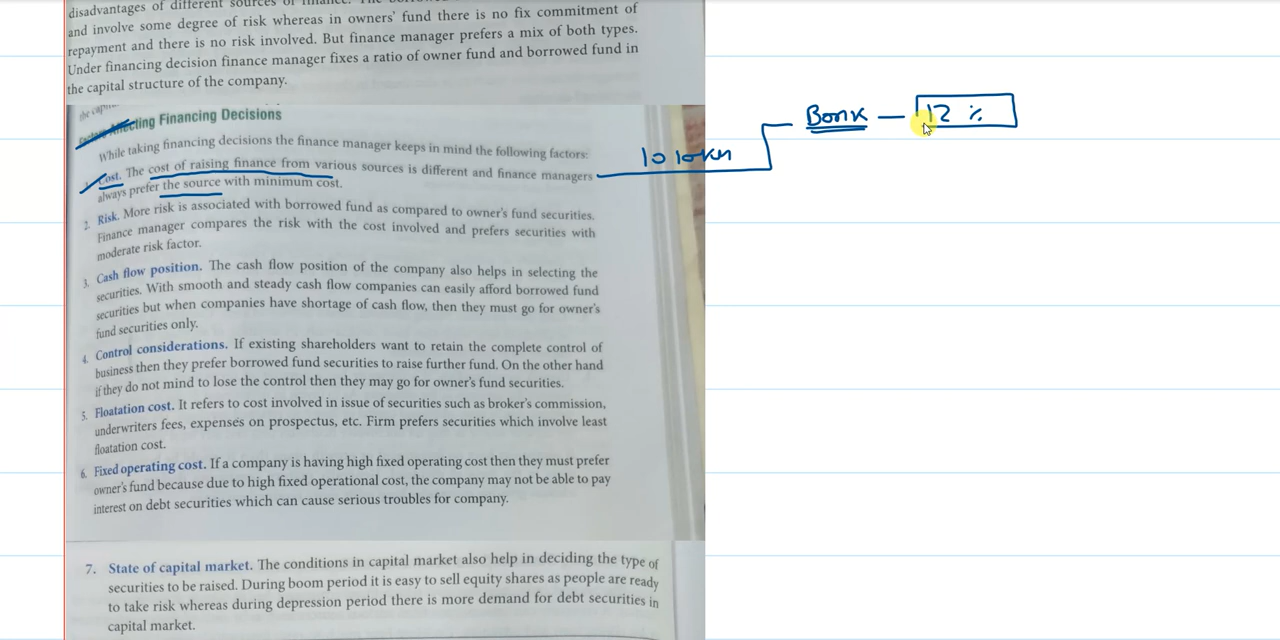 disadvantages of different sources of finance. The
and involve some degree of risk whereas in owners' fund there is no fix commitment of
repayment and there is no risk involved. But finance manager prefers a mix of both types.
Under financing decision finance manager fixes a ratio of owner fund and borrowed fund in
the capital structure of the company.
Financing Decisions
While taking financing decisions the finance manager keeps in mind the following factors:
Cost. The cost of raising finance from various sources is different and finance managers
always prefer the source with minimum cost.
2. Risk. More risk is associated with borrowed fund as compared to owner's fund securities.
Finance manager compares the risk with the cost involved and prefers securities with
moderate risk factor.
3. Cash flow position. The cash flow position of the company also helps in selecting the
securities. With smooth and steady cash flow companies can easily afford borrowed fund
securities but when companies have shortage of cash flow, then they must go for owner's
fund securities only.
4. Control considerations. If existing shareholders want to retain the complete control of
business then they prefer borrowed fund securities to raise further fund. On the other hand
if they do not mind to lose the control then they may go for owner's fund securities.
5. Floatation cost. It refers to cost involved in issue of securities such as broker's commission,
underwriters fees, expenses on prospectus, etc. Firm prefers securities which involve least
floatation cost.
6. Fixed operating cost. If a company is having high fixed operating cost then they must prefer
owner's fund because due to high fixed operational cost, the company may not be able to pay
interest on debt securities which can cause serious troubles for company.
7. State of capital market. The conditions in capital market also help in deciding the type of
securities to be raised. During boom period it is easy to sell equity shares as people are ready
to take risk whereas during depression period there is more demand for debt securities in
capital market.
Bank — 12 %
10